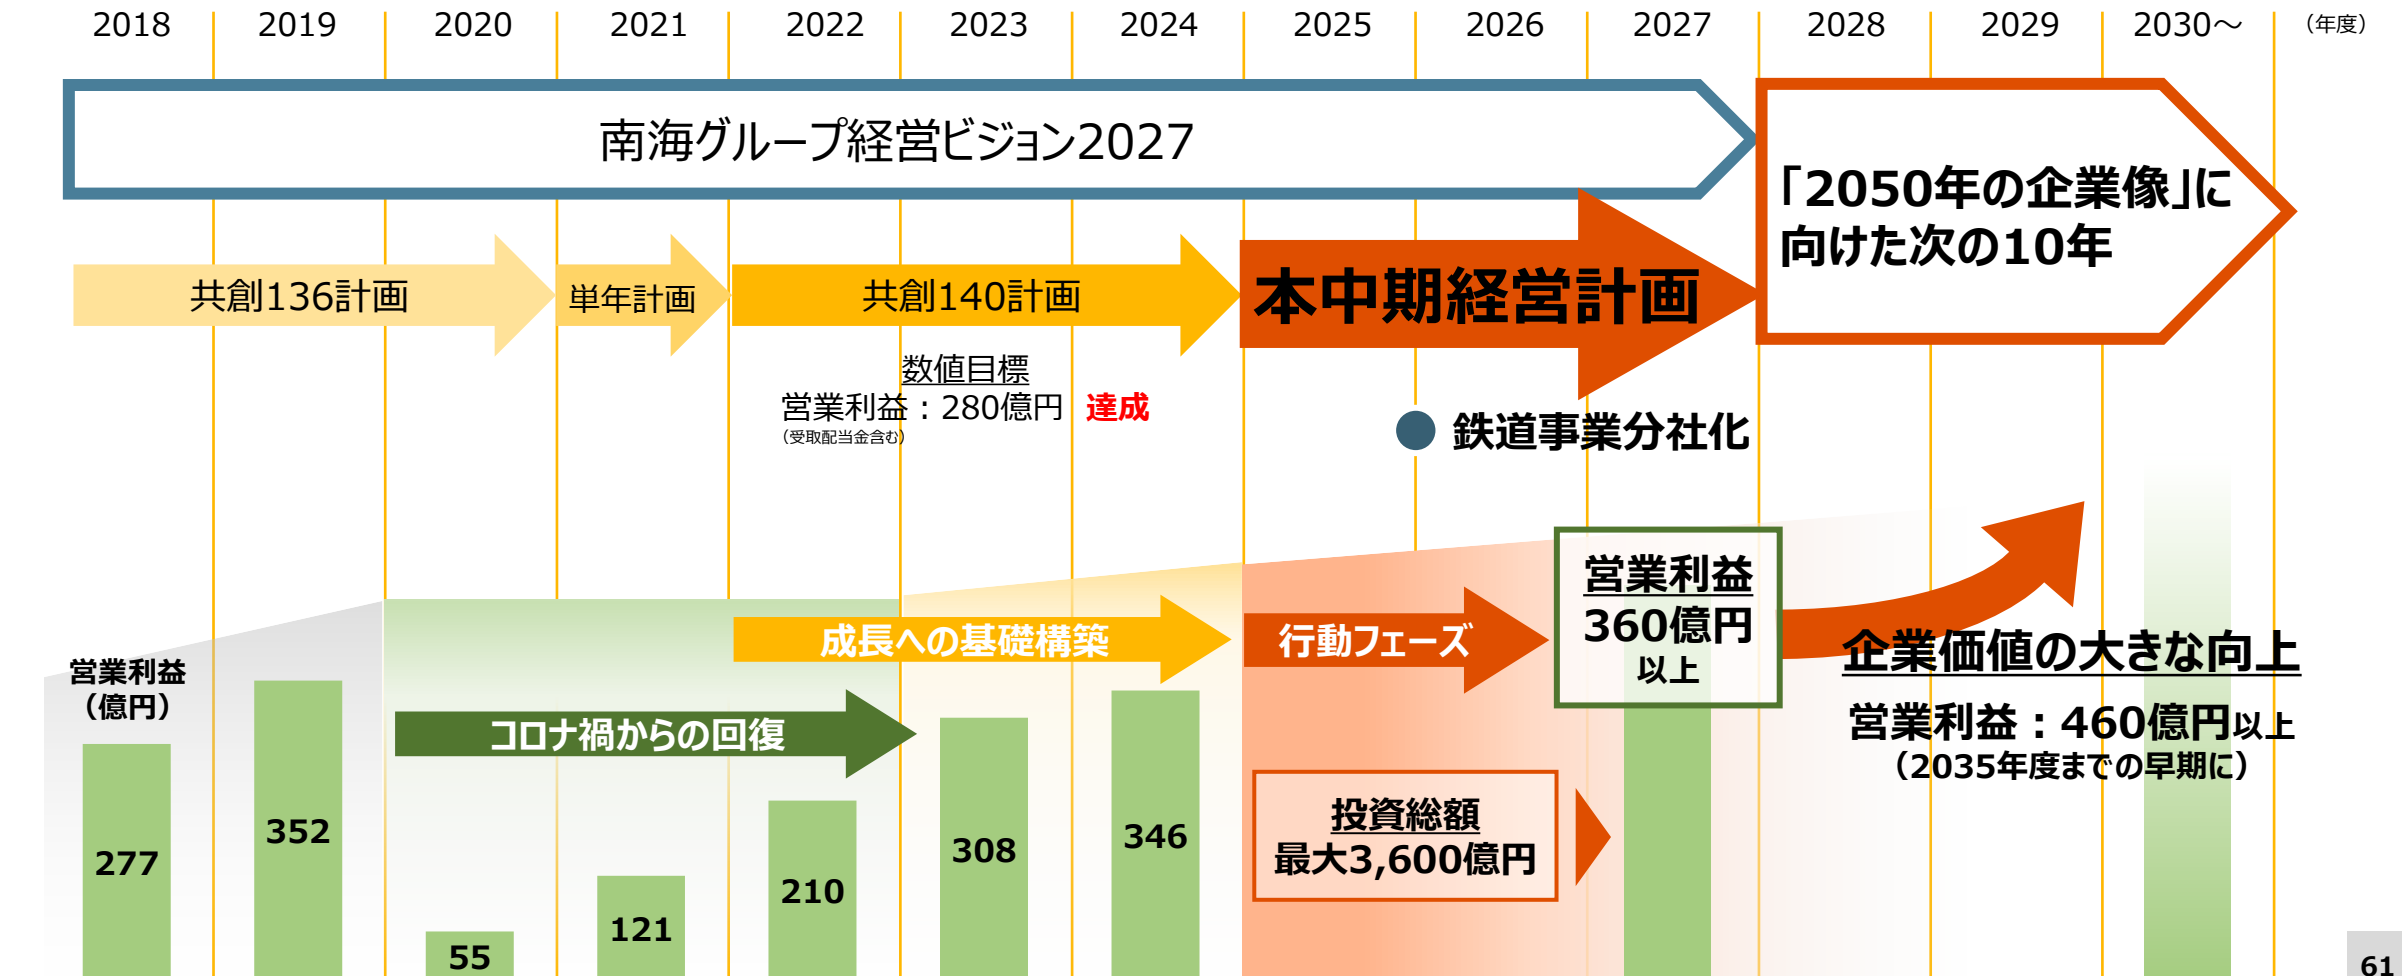 2018 2019 2020 2021 2022 2023 2024 2025 2026 2027 2028 2029 2030～ （年度）
南海グループ経営ビジョン2027
「2050年の企業像」に
向けた次の10年
共創136計画
単年計画
共創140計画
本中期経営計画
数値目標
営業利益：280億円 達成
（受取配当金含む）
鉄道事業分社化
営業利益
360億円
以上
成長への基礎構築
行動フェーズ
コロナ禍からの回復
企業価値の大きな向上
営業利益：460億円以上
（2035年度までの早期に）
投資総額
最大3,600億円
営業利益
（億円）
277
352
55
121
210
308
346
61